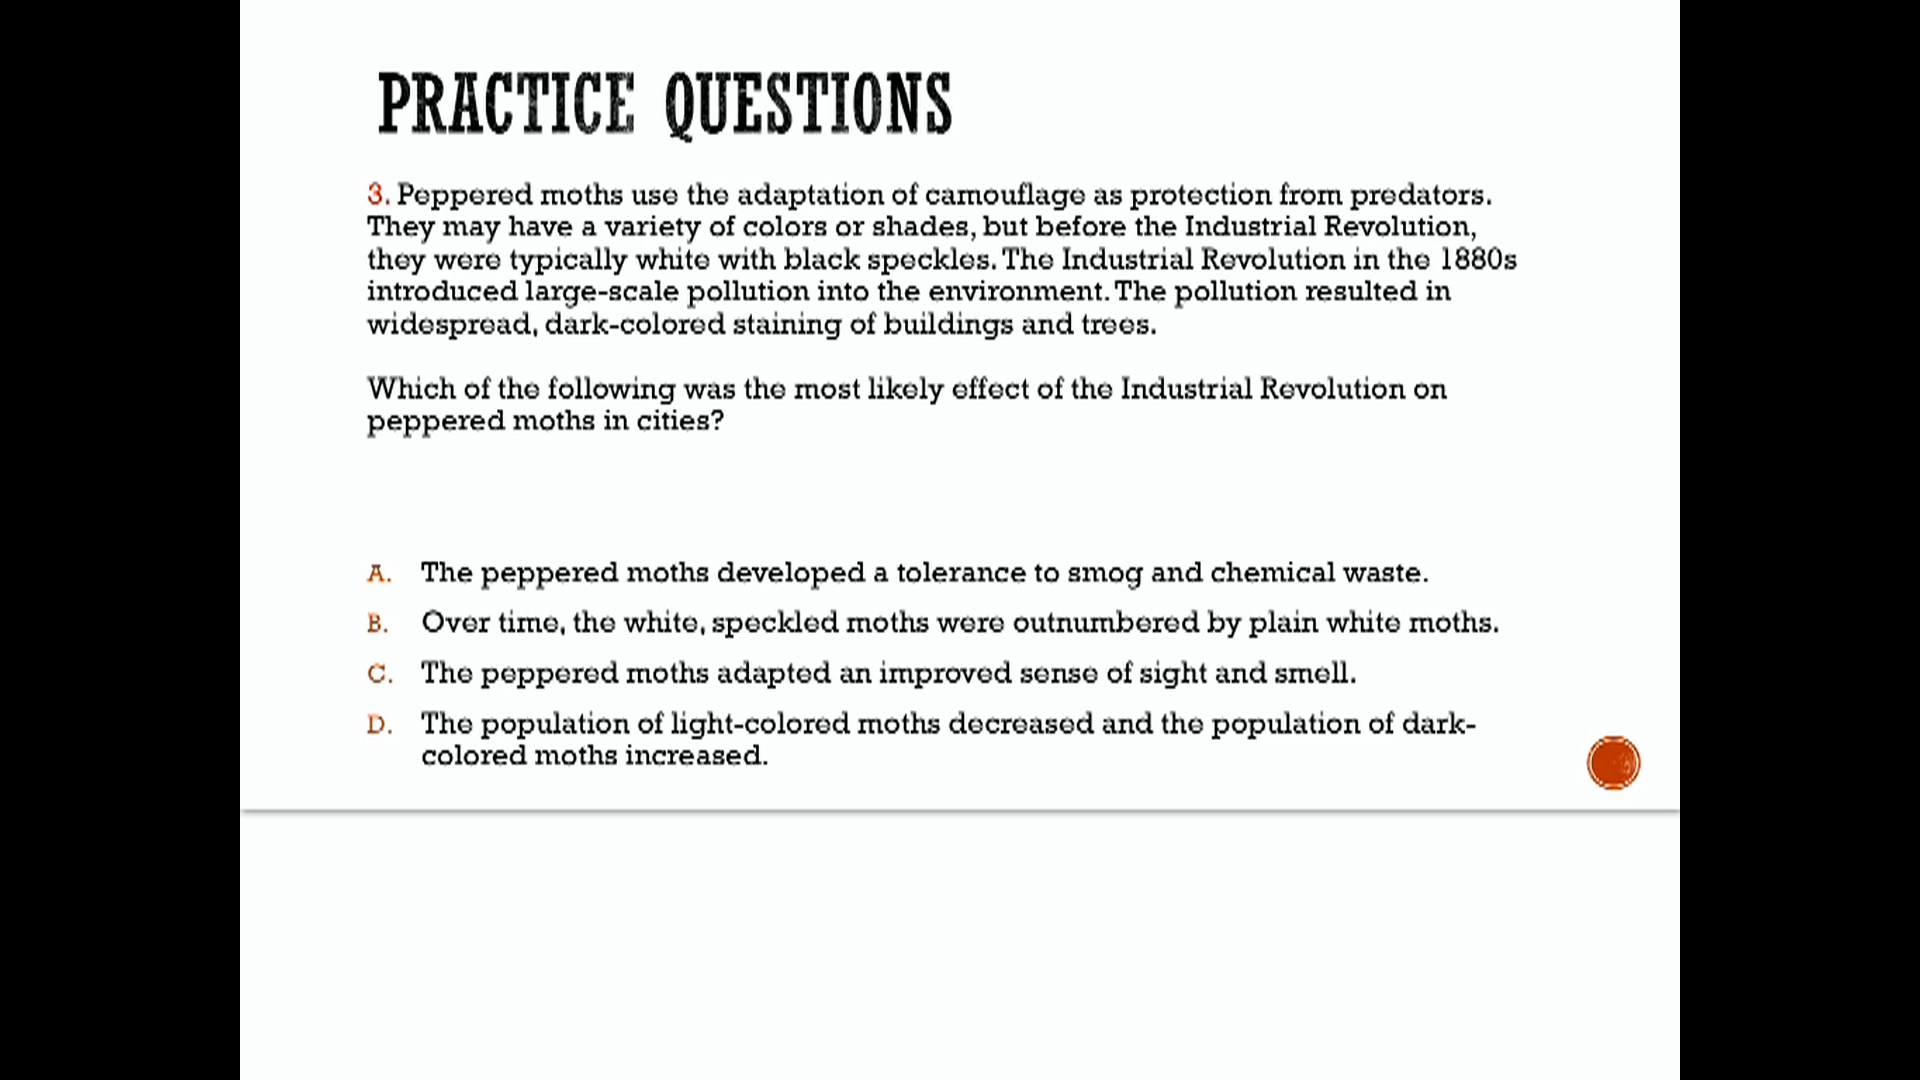 PRACTICE QUESTIONS
3. Peppered moths use the adaptation of camouflage as protection from predators.
They may have a variety of colors or shades, but before the Industrial Revolution,
they were typically white with black speckles. The Industrial Revolution in the 1880s
introduced large-scale pollution into the environment. The pollution resulted in
widespread, dark-colored staining of buildings and trees.
Which of the following was the most likely effect of the Industrial Revolution on
peppered moths in cities?
A. The peppered moths developed a tolerance to smog and chemical waste.
B. Over time, the white, speckled moths were outnumbered by plain white moths.
C. The peppered moths adapted an improved sense of sight and smell.
D. The population of light-colored moths decreased and the population of dark-
colored moths increased.